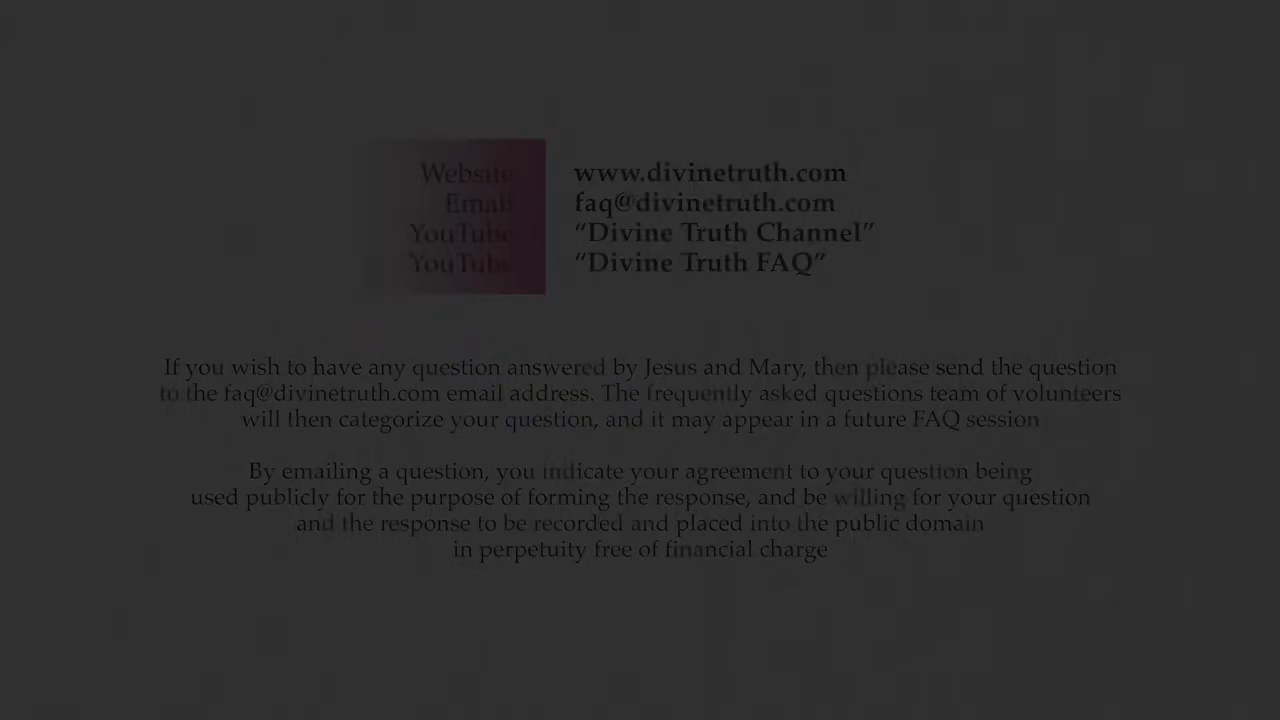 Website www.divinetruth.com
Email faq@divinetruth.com
YouTube “Divine Truth Channel”
YouTube “Divine Truth FAQ”
If you wish to have any question answered by Jesus and Mary, then please send the question
to the faq@divinetruth.com email address. The frequently asked questions team of volunteers
will then categorize your question, and it may appear in a future FAQ session
By emailing a question, you indicate your agreement to your question being
used publicly for the purpose of forming the response, and be willing for your question
and the response to be recorded and placed into the public domain
in perpetuity free of financial charge